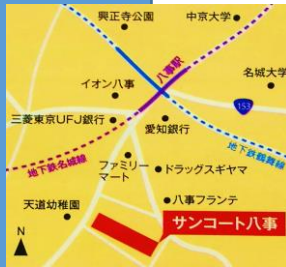 興正寺公園
中京大学
八事駅
イオン八事
名城大学
153
三菱東京UFJ銀行
愛知銀行
地下鉄名城線
地下鉄鶴舞線
ファミリー
マート
ドラッグスギヤマ
八事フランテ
天道幼稚園
サンコート八事
N